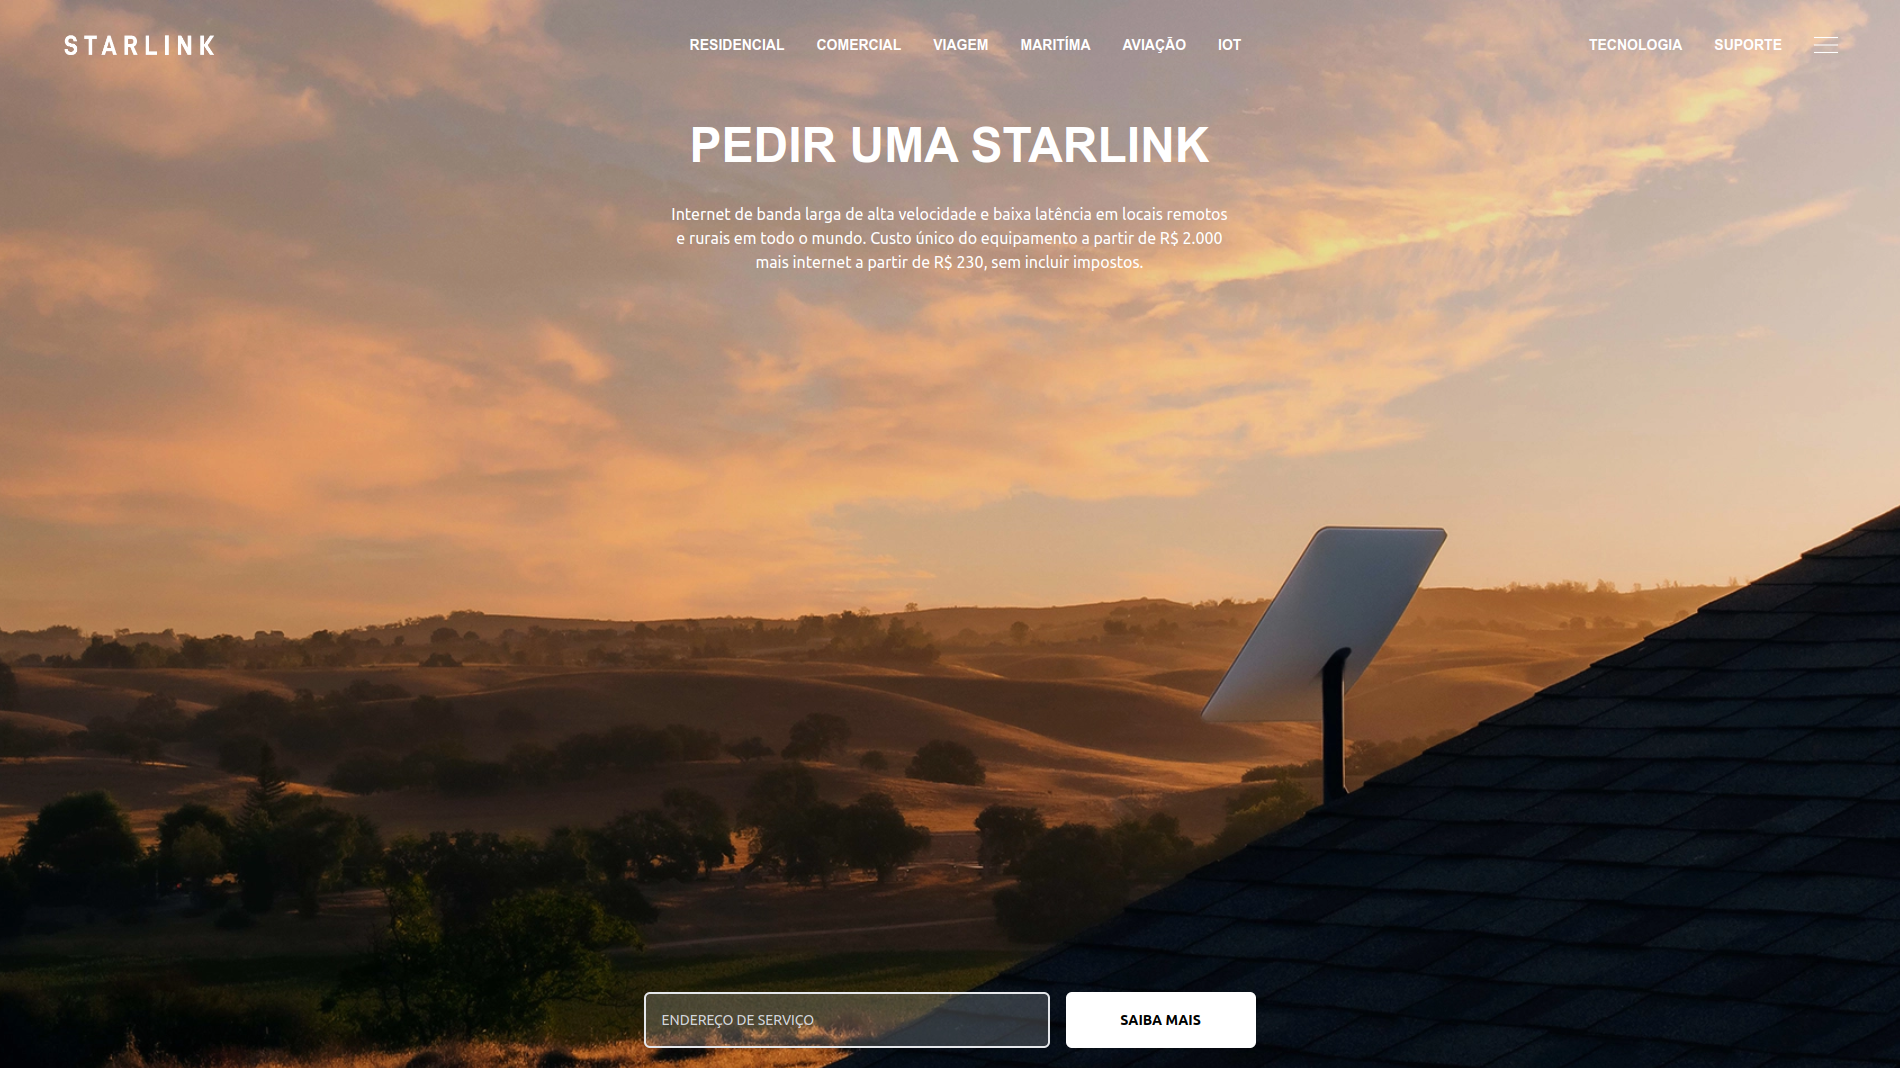 STARLINK
RESIDENCIAL COMERCIAL VIAGEM MARITÍMA AVIAÇÃO IOT
TECNOLOGIA SUPORTE
PEDIR UMA STARLINK
Internet de banda larga de alta velocidade e baixa latência em locais remotos
e rurais em todo o mundo. Custo único do equipamento a partir de R$ 2.000
mais internet a partir de R$ 230, sem incluir impostos.
ENDEREÇO DE SERVIÇO
SAIBA MAIS